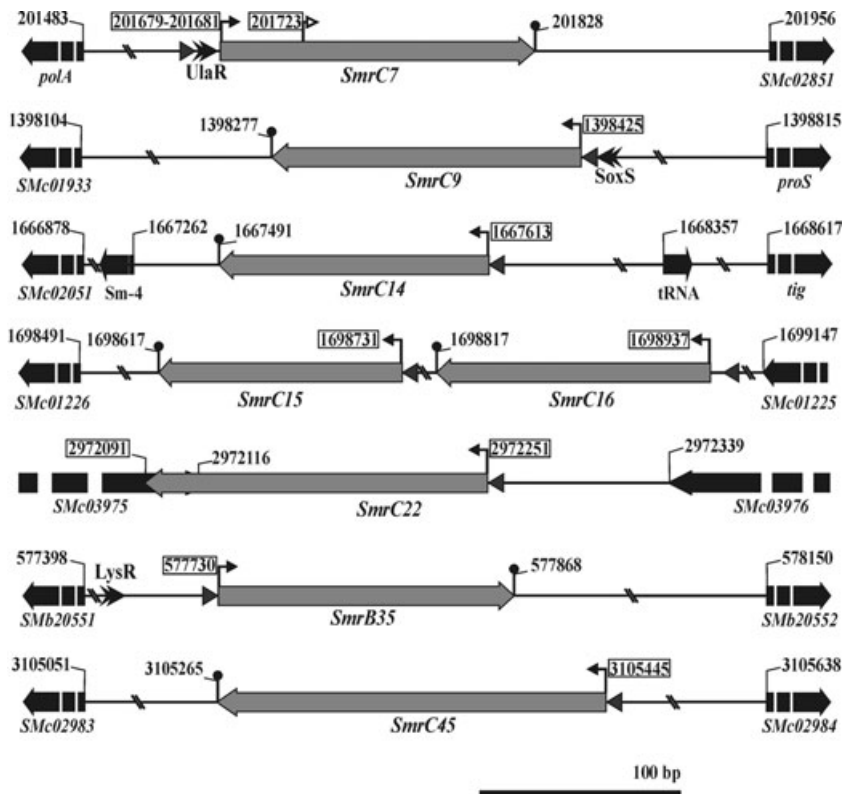 201483 201679-201681 201723 201828 201956
polA UlaR SmrC7 SMc02851
1398104 1398277 1398425 1398815
SMc01933 SmrC9 SoxS proS
1666878 1667262 1667491 1667613 1668357 1668617
SMc02051 Sm-4 SmrC14 tRNA tig
1698491 1698617 1698731 1698817 1698937 1699147
SMc01226 SmrC15 SmrC16 SMc01225
2972091 2972116 2972251 2972339
SMc03975 SmrC22 SMc03976
577398 LysR 577730 577868 578150
SMb20551 SmrB35 SMb20552
3105051 3105265 3105445 3105638
SMc02983 SmrC45 SMc02984
100 bp